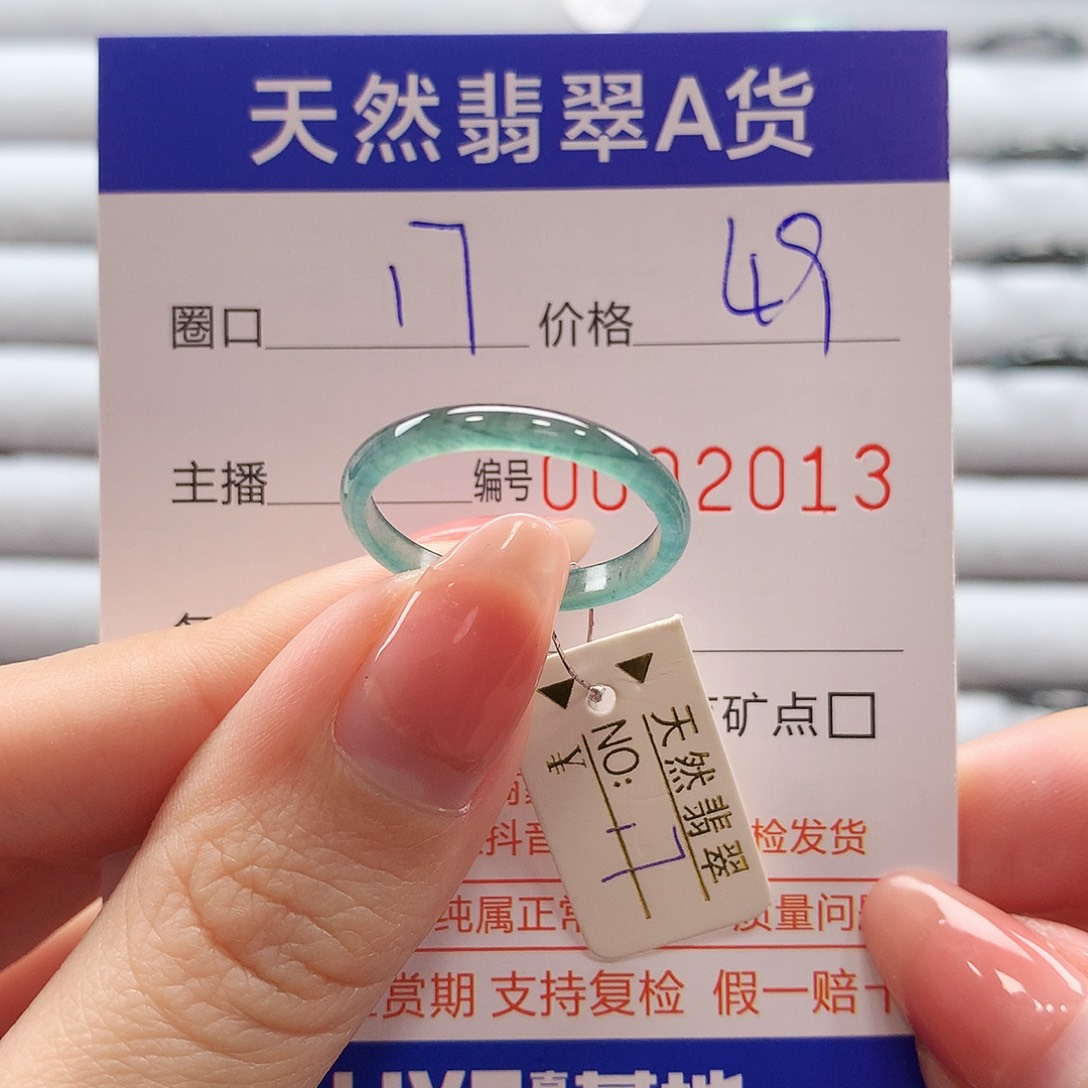 天然翡翠A货
圈口 17 价格 49
主播 编号 2013
矿点
天然翡翠
NO: 17
¥
抖音 检发货
纯属正常 质量问
赏期 支持复检 假一赔